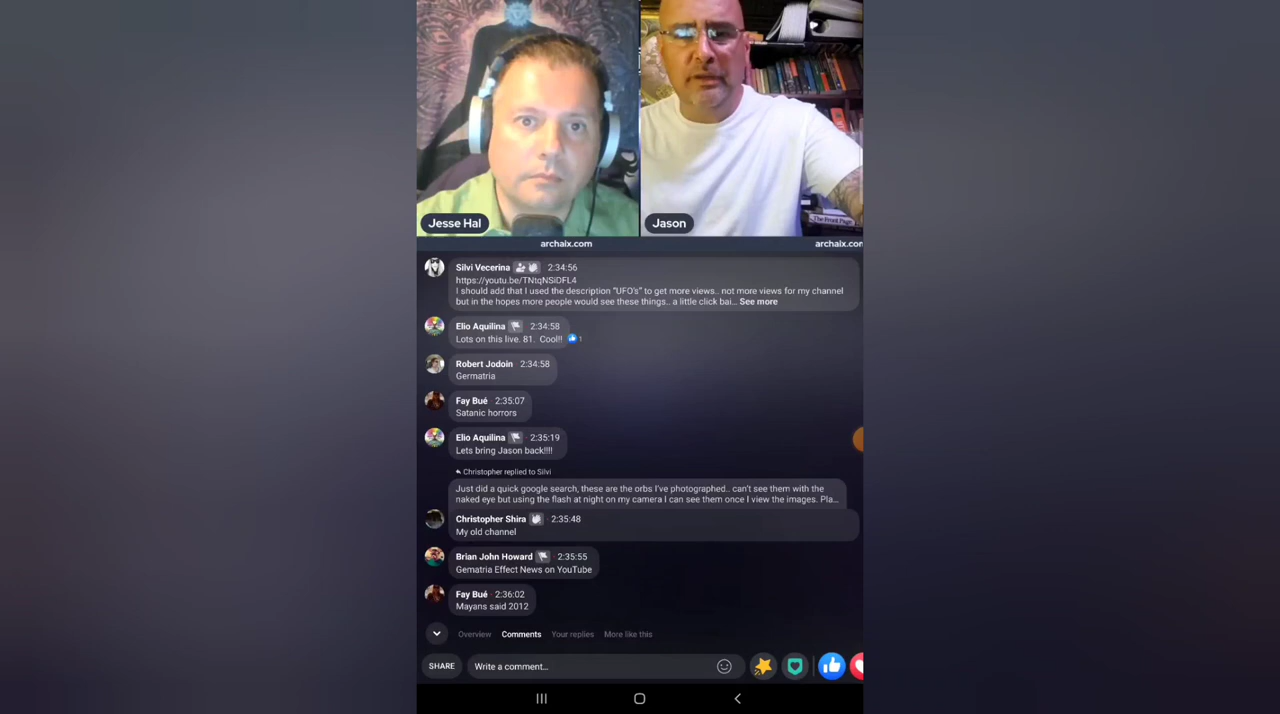 Jesse Hal
Jason
The Front Page
archaix.com
archaix.co
Silvi Vecerina 2:34:56
https://youtu.be/TNtqNSiDFL4
I should add that I used the description "UFO's" to get more views.. not more views for my channel
but in the hopes more people would see these things.. a little click bai... See more
Elio Aquilina 2:34:58
Lots on this live. 81. Cool!! 1
Robert Jodoin 2:34:58
Germatria
Fay Bué · 2:35:07
Satanic horrors
Elio Aquilina 2:35:19
Lets bring Jason back!!!!
Christopher replied to Silvi
Just did a quick google search, these are the orbs I've photographed.. can't see them with the
naked eye but using the flash at night on my camera I can see them once I view the images. Pla...
Christopher Shira · 2:35:48
My old channel
Brian John Howard 2:35:55
Gematria Effect News on YouTube
Fay Bué · 2:36:02
Mayans said 2012
Overview Comments Your replies More like this
SHARE Write a comment...